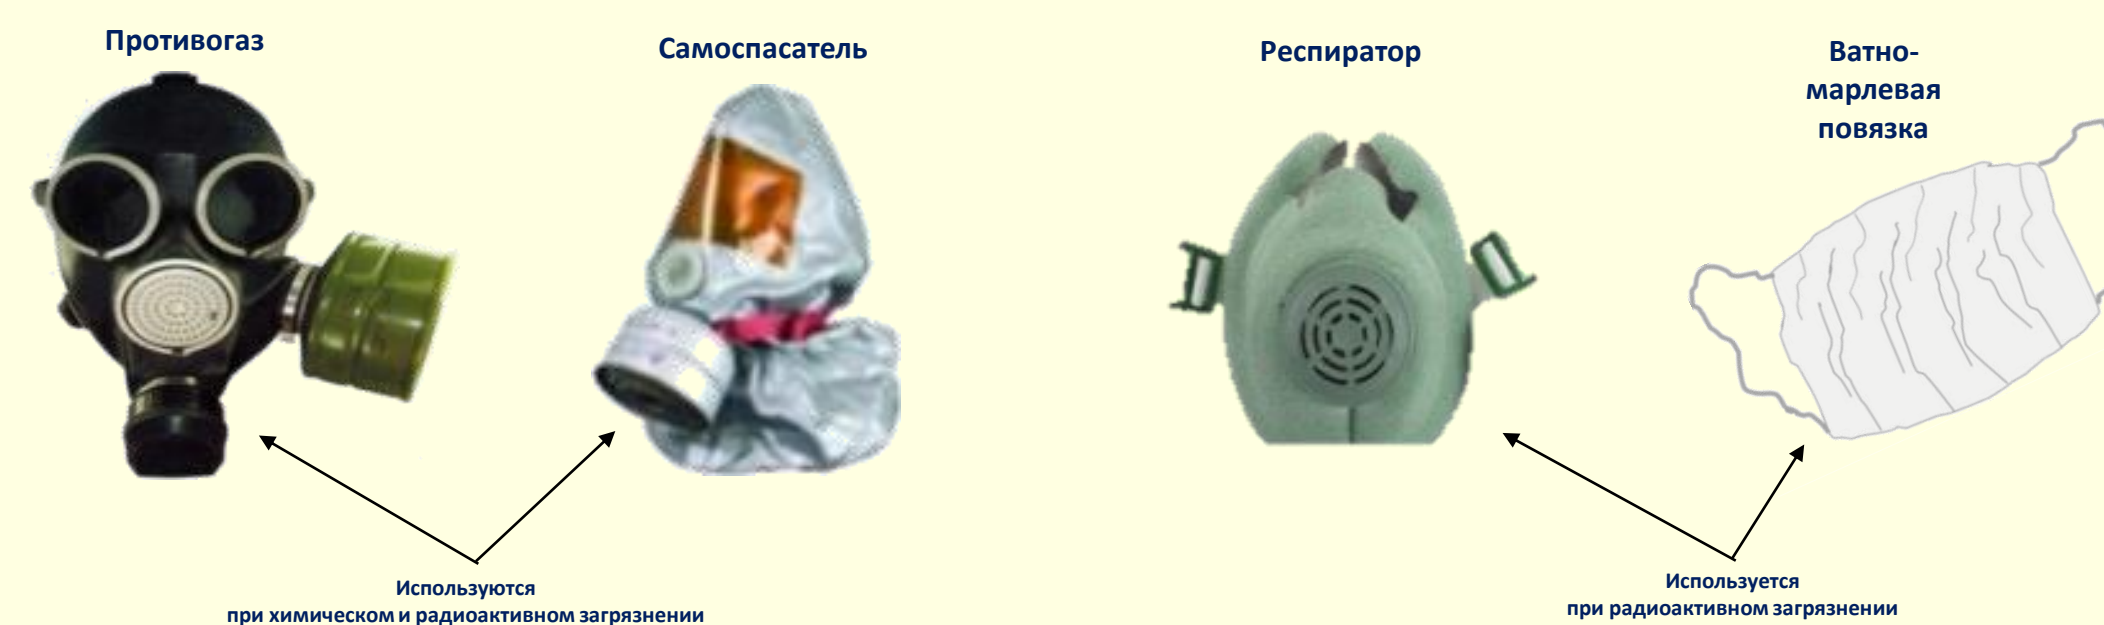 Противогаз
Самоспасатель
Респиратор
Ватно-
марлевая
повязка
Используются
при химическом и радиоактивном загрязнении
Используется
при радиоактивном загрязнении